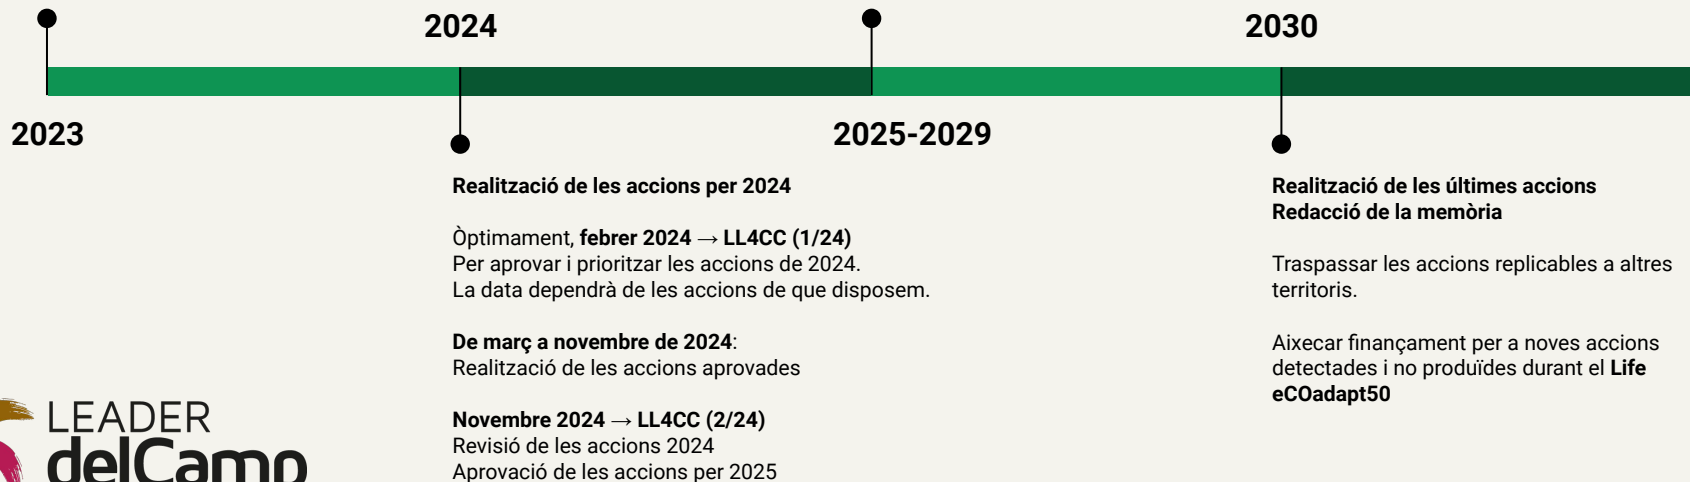 2024
2030
2023
2025-2029
Realització de les accions per 2024
Òptimament, febrer 2024 → LL4CC (1/24)
Per aprovar i prioritzar les accions de 2024.
La data dependrà de les accions de que disposem.
De març a novembre de 2024:
Realització de les accions aprovades
Novembre 2024 → LL4CC (2/24)
Revisió de les accions 2024
Aprovació de les accions per 2025
Realització de les últimes accions
Redacció de la memòria
Traspassar les accions replicables a altres
territoris.
Aixecar finançament per a noves accions
detectades i no produïdes durant el Life
eCOadapt50
LEADER
delCamp